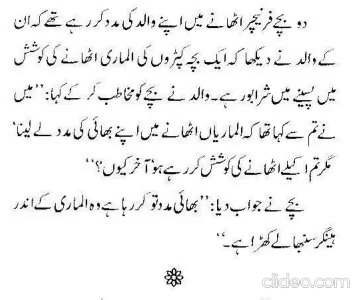 دو بچے فرنیچر اٹھانے میں اپنے والد کی مدد کر رہے تھے کہ ان
کے والد نے دیکھا کہ ایک بچہ کپڑوں کی الماری اٹھانے کی کوشش
میں پسینے میں شرابور ہے۔ والد نے بچے کو مخاطب کر کے کہا: ”میں
نے تم سے کہا تھا کہ الماریاں اٹھانے میں اپنے بھائی کی مدد لے لینا‘
مگر تم اکیلے اٹھانے کی کوشش کر رہے ہو‘ آخر کیوں؟“
بچے نے جواب دیا: ”بھائی مدد تو کر رہا ہے وہ الماری کے اندر
ہینگر سنبھالے کھڑا ہے۔“
clideo.com